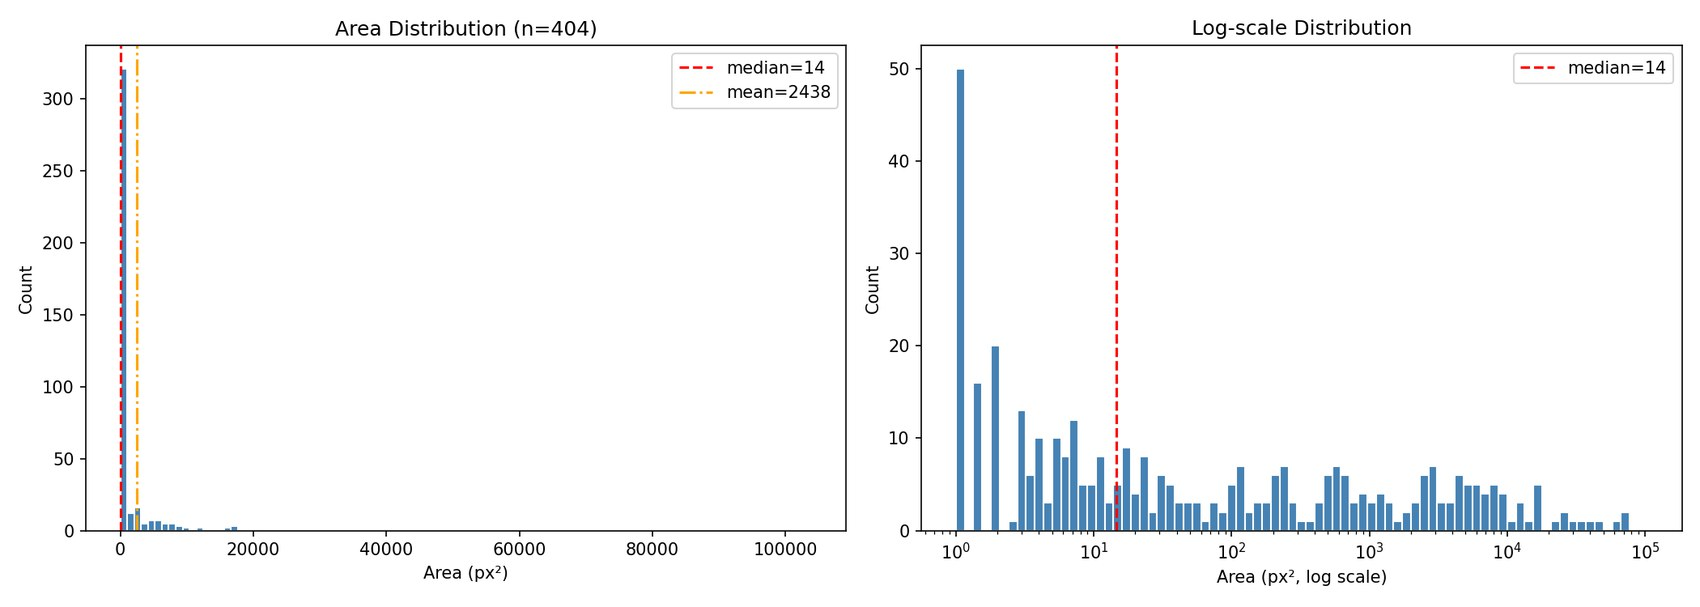 Area Distribution (n=404)
median=14
mean=2438
300
250
200
150
100
50
0
Count
0 20000 40000 60000 80000 100000
Area (px²)
Log-scale Distribution
median=14
50
40
30
20
10
0
Count
10⁰ 10¹ 10² 10³ 10⁴ 10⁵
Area (px², log scale)